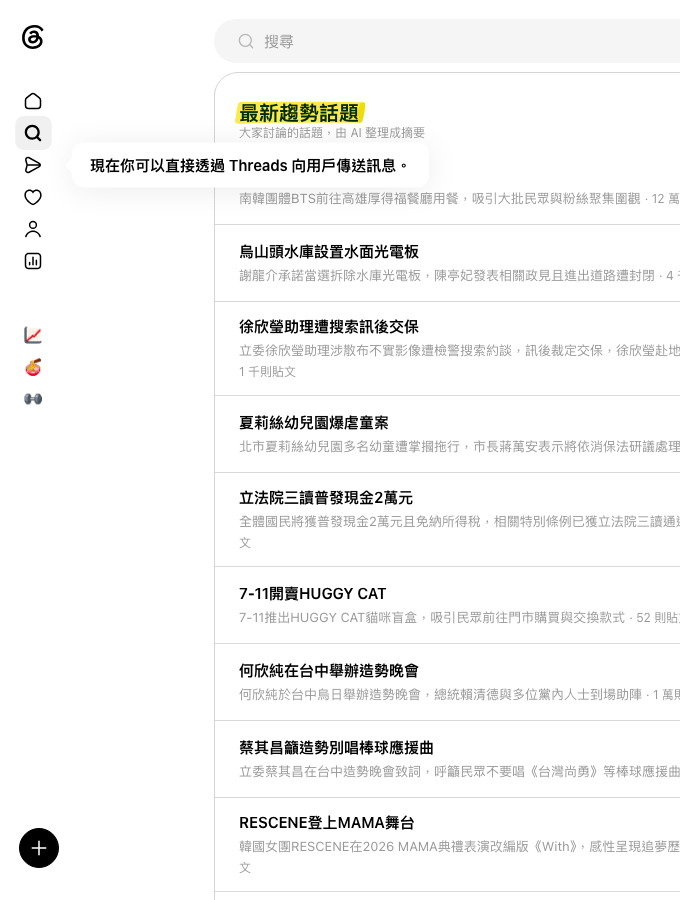 搜尋
最新趨勢話題
大家討論的話題，由 AI 整理成摘要
現在你可以直接透過 Threads 向用戶傳送訊息。
南韓團體BTS前往高雄厚得福餐廳用餐，吸引大批民眾與粉絲聚集圍觀 · 12 萬
烏山頭水庫設置水面光電板
謝龍介承諾當選拆除水庫光電板，陳亭妃發表相關政見且進出道路遭封閉 · 4
徐欣瑩助理遭搜索訊後交保
立委徐欣瑩助理涉散布不實影像遭檢警搜索約談，訊後裁定交保，徐欣瑩赴地
1 千則貼文
夏莉絲幼兒園爆虐童案
北市夏莉絲幼兒園多名幼童遭掌摑拖行，市長蔣萬安表示將依消保法研議處理
立法院三讀普發現金2萬元
全體國民將獲普發現金2萬元且免納所得稅，相關特別條例已獲立法院三讀通過
文
7-11開賣HUGGY CAT
7-11推出HUGGY CAT貓咪盲盒，吸引民眾前往門市購買與交換款式 · 52 則貼文
何欣純在台中舉辦造勢晚會
何欣純於台中烏日舉辦造勢晚會，總統賴清德與多位黨內人士到場助陣 · 1 萬則
蔡其昌籲造勢別唱棒球應援曲
立委蔡其昌在台中造勢晚會致詞，呼籲民眾不要唱《台灣尚勇》等棒球應援曲
RESCENE登上MAMA舞台
韓國女團RESCENE在2026 MAMA典禮表演改編版《With》，感性呈現追夢歷
文